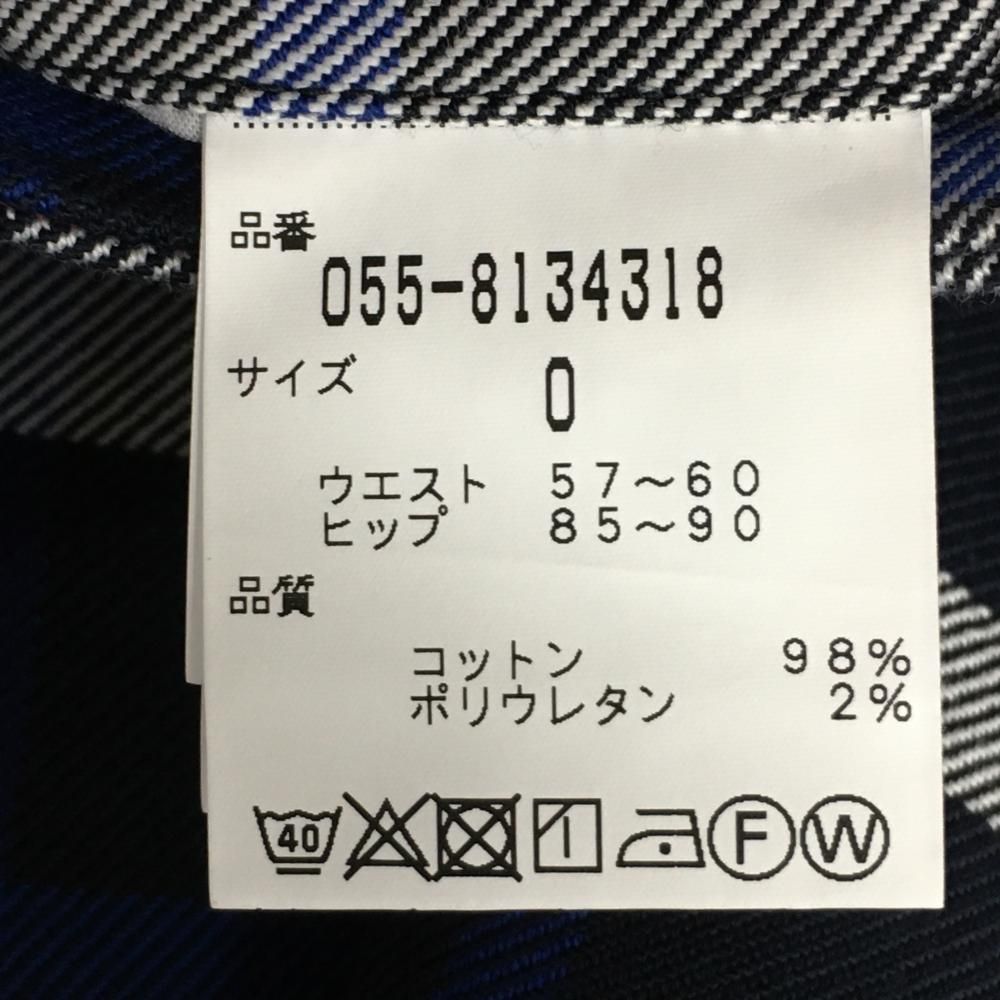 品番
055-8134318
サイズ 0
ウエスト 57～60
ヒップ 85～90
品質
コットン 98%
ポリウレタン 2%
40 F W